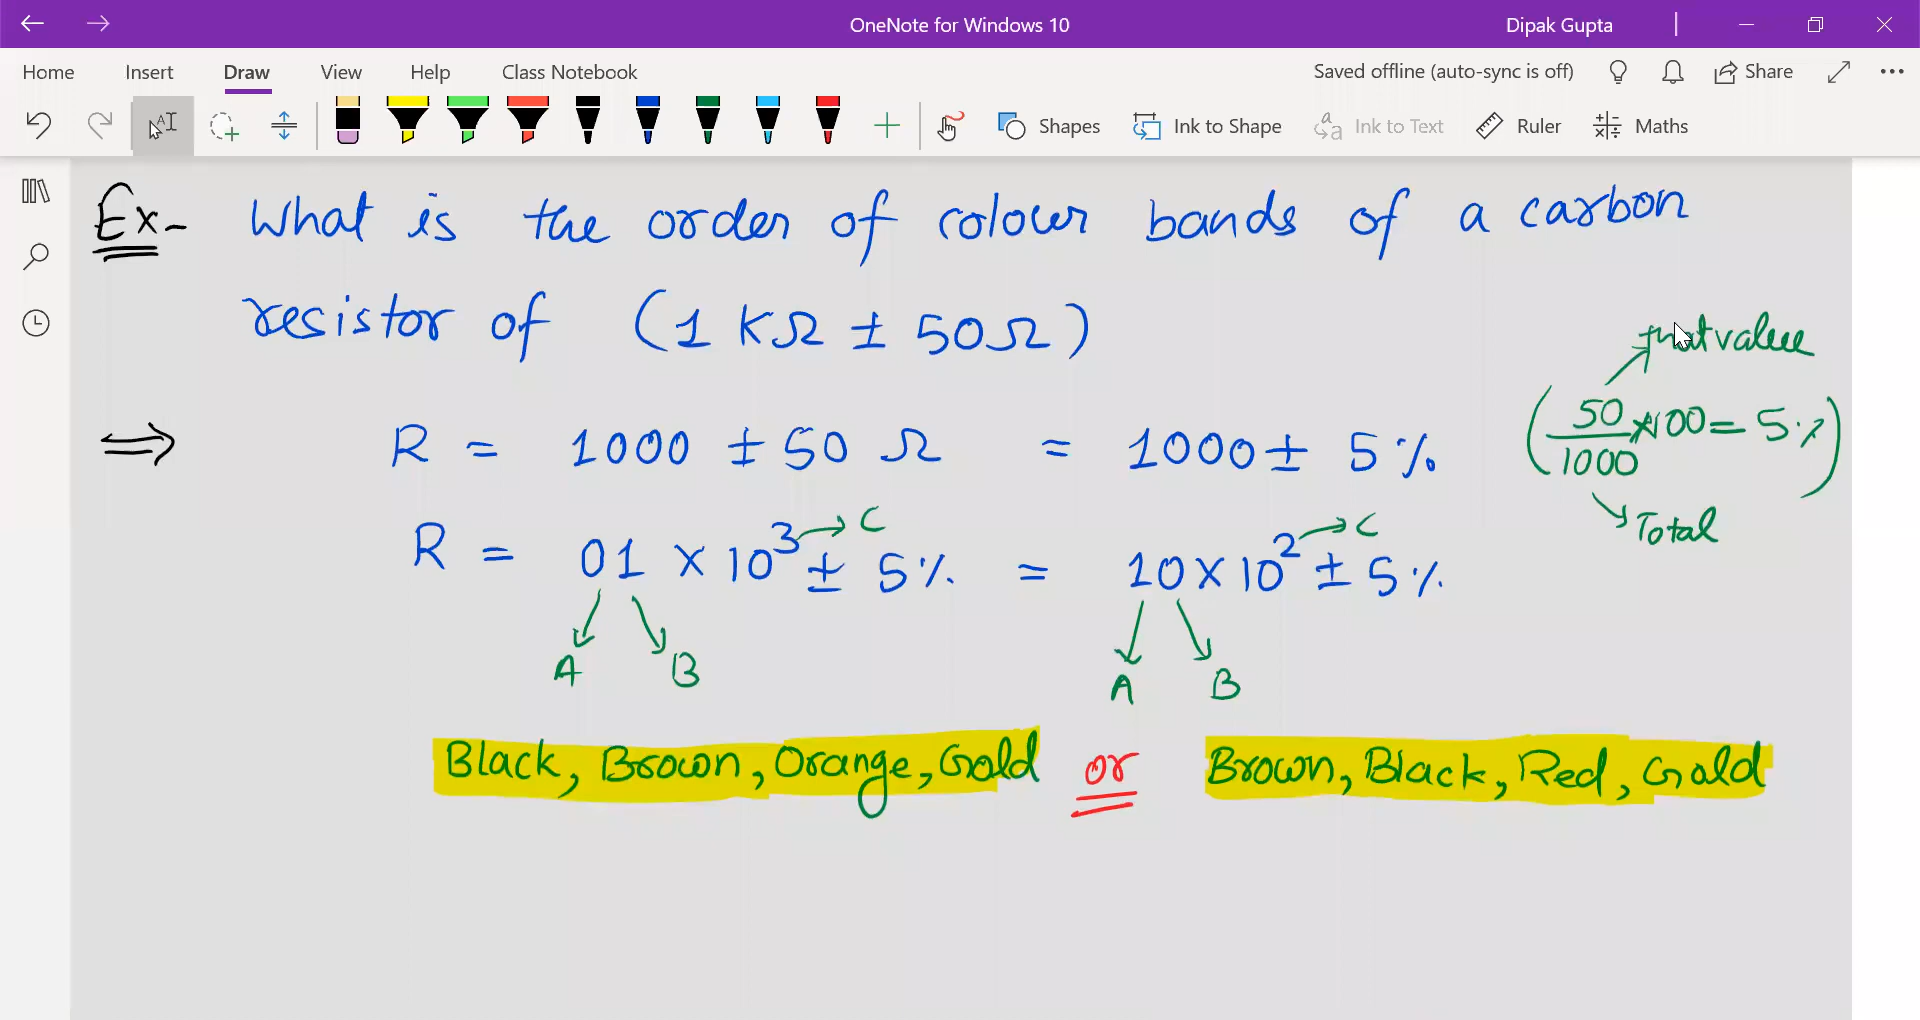 OneNote for Windows 10
Dipak Gupta
Home Insert Draw View Help Class Notebook
Saved offline (auto-sync is off) Share
Shapes Ink to Shape Ink to Text Ruler Maths
Ex- What is the order of colour bands of a carbon
resistor of (1 KΩ ± 50Ω)
value
R = 1000 ± 50 Ω = 1000 ± 5 %
(50/1000 × 100 = 5 %)
Total
R = 01 × 10³ ± 5 % = 10 × 10² ± 5 %
C C
A B A B
Black, Brown, Orange, Gold or Brown, Black, Red, Gold